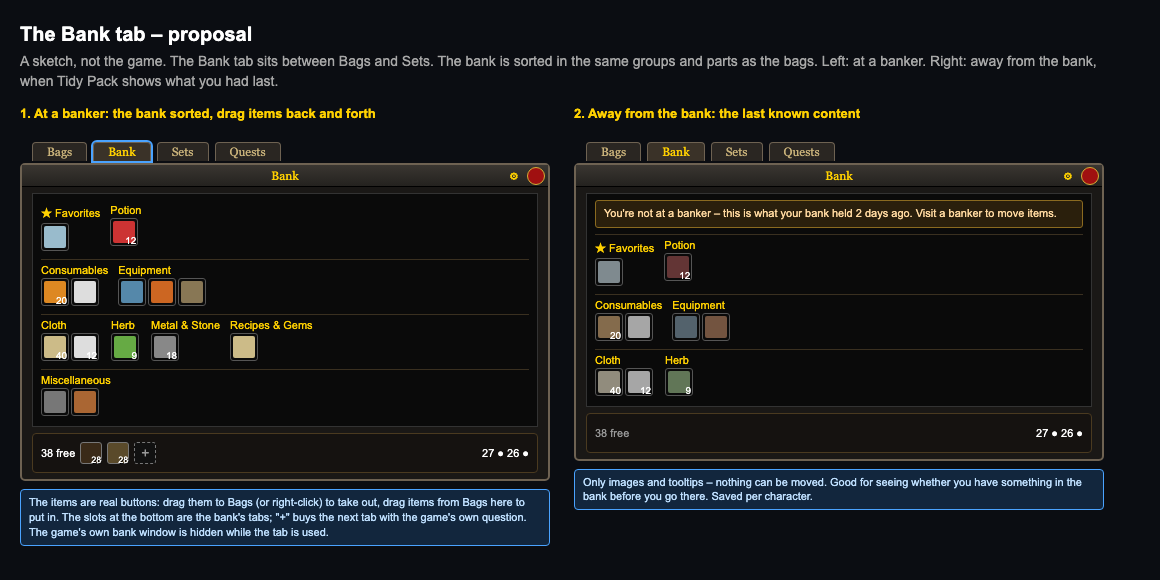 The Bank tab – proposal
A sketch, not the game. The Bank tab sits between Bags and Sets. The bank is sorted in the same groups and parts as the bags. Left: at a banker. Right: away from the bank,
when Tidy Pack shows what you had last.
1. At a banker: the bank sorted, drag items back and forth
Bags
Bank
Sets
Quests
Bank
★ Favorites
Potion
12
Consumables
Equipment
20
Cloth
Herb
Metal & Stone
Recipes & Gems
40
12
9
18
Miscellaneous
38 free
28
28
+
27 ● 26 ●
The items are real buttons: drag them to Bags (or right-click) to take out, drag items from Bags here to
put in. The slots at the bottom are the bank's tabs; "+" buys the next tab with the game's own question.
The game's own bank window is hidden while the tab is used.
2. Away from the bank: the last known content
Bags
Bank
Sets
Quests
Bank
You're not at a banker – this is what your bank held 2 days ago. Visit a banker to move items.
★ Favorites
Potion
12
Consumables
Equipment
20
Cloth
Herb
40
12
9
38 free
27 ● 26 ●
Only images and tooltips – nothing can be moved. Good for seeing whether you have something in the
bank before you go there. Saved per character.